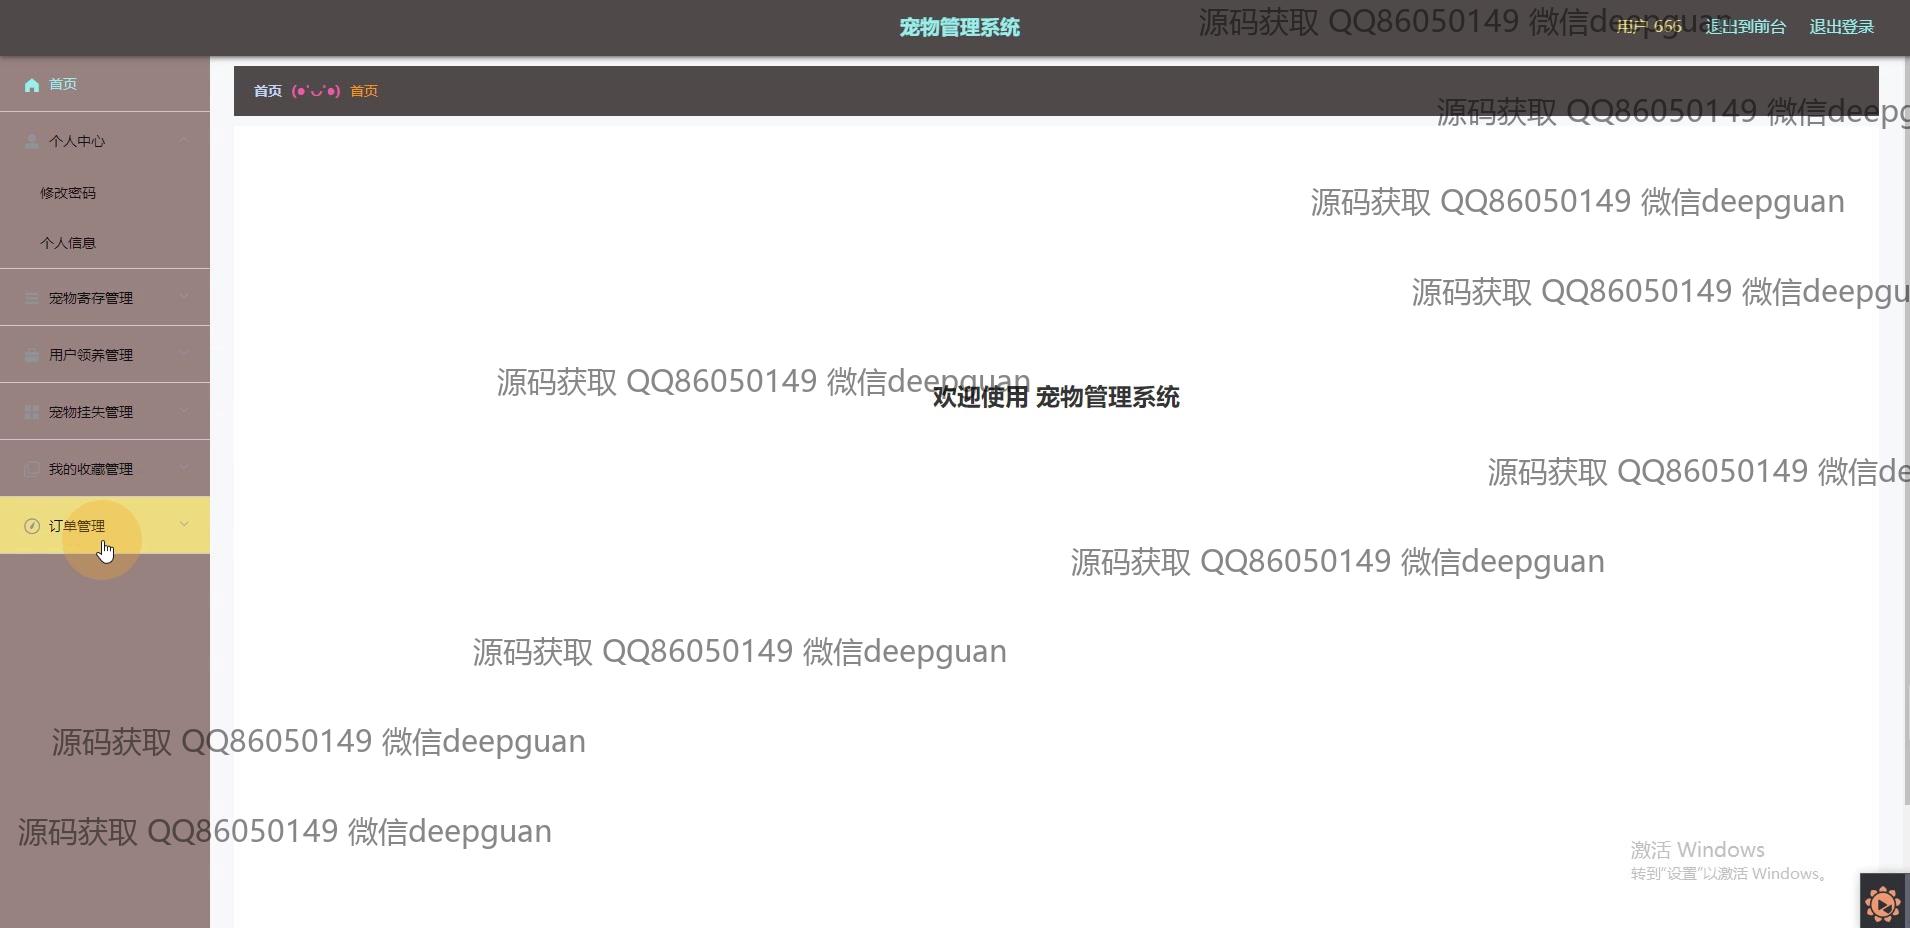 宠物管理系统
源码获取 QQ86050149 微信deepguan
用户 666
退出到前台
退出登录
首页
首页 (●'◡'●) 首页
源码获取 QQ86050149 微信deepg
个人中心
修改密码
源码获取 QQ86050149 微信deepguan
个人信息
宠物寄存管理
源码获取 QQ86050149 微信deepgu
用户领养管理
源码获取 QQ86050149 微信deepguan
欢迎使用 宠物管理系统
宠物挂失管理
我的收藏管理
源码获取 QQ86050149 微信de
订单管理
源码获取 QQ86050149 微信deepguan
源码获取 QQ86050149 微信deepguan
源码获取 QQ86050149 微信deepguan
源码获取 QQ86050149 微信deepguan
激活 Windows
转到"设置"以激活 Windows。